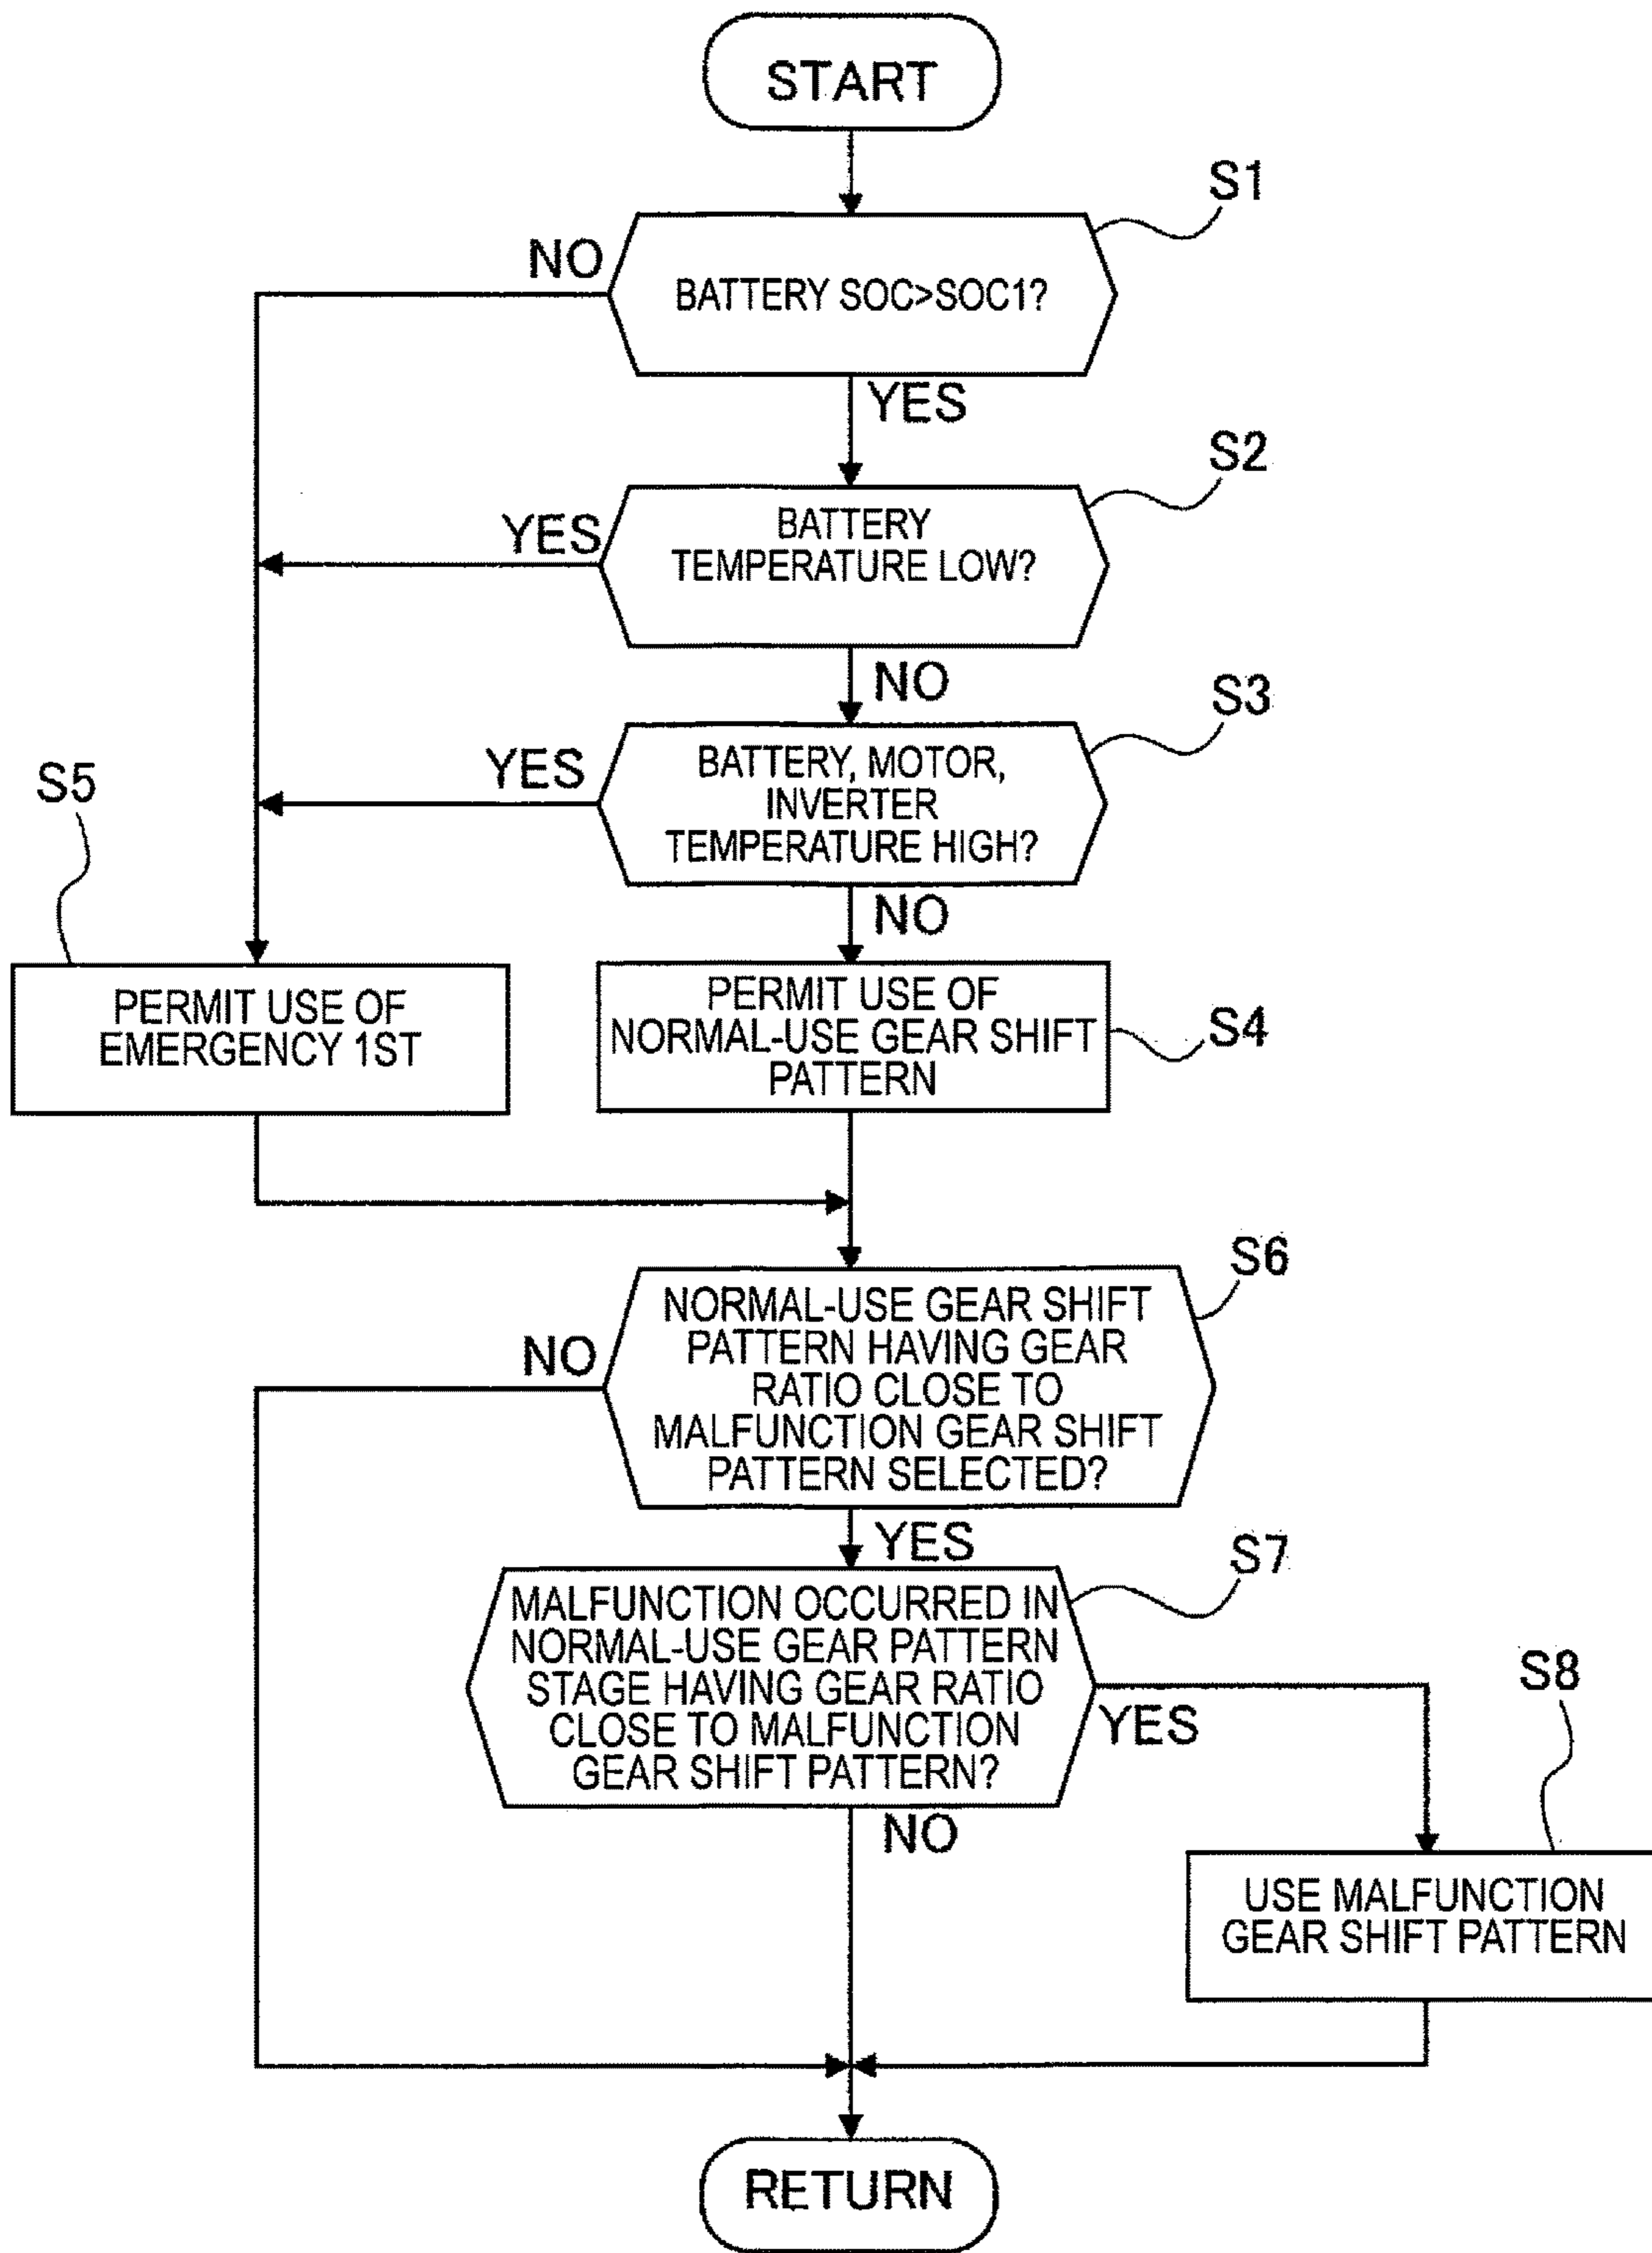 START
S1
NO
BATTERY SOC>SOC1?
YES
S2
BATTERY
YES
TEMPERATURE LOW?
NO
S3
BATTERY, MOTOR,
YES
INVERTER
TEMPERATURE HIGH?
S5
NO
PERMIT USE OF
EMERGENCY 1ST
PERMIT USE OF
NORMAL-USE GEAR SHIFT
PATTERN
S4
S6
NORMAL-USE GEAR SHIFT
PATTERN HAVING GEAR
RATIO CLOSE TO
MALFUNCTION GEAR SHIFT
PATTERN SELECTED?
NO
YES
S7
MALFUNCTION OCCURRED IN
NORMAL-USE GEAR PATTERN
STAGE HAVING GEAR RATIO
CLOSE TO MALFUNCTION
GEAR SHIFT PATTERN?
YES
S8
NO
USE MALFUNCTION
GEAR SHIFT PATTERN
RETURN